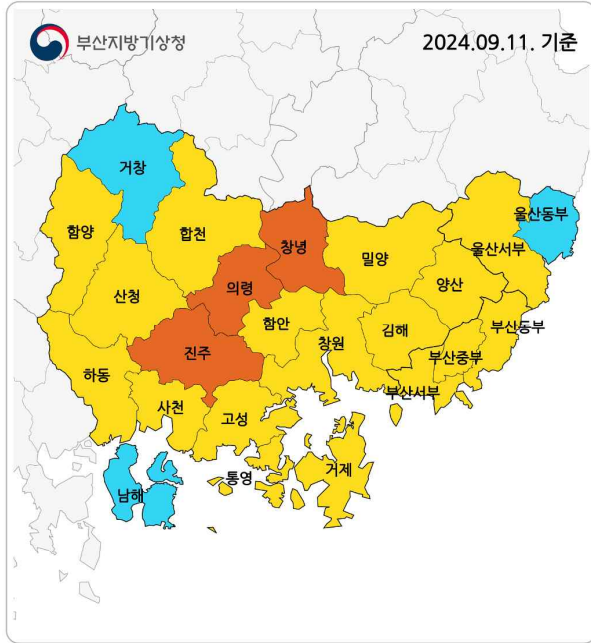 부산지방기상청
2024.09.11. 기준
거창
울산동부
함양
합천
창녕
밀양
울산서부
산청
의령
양산
함안
김해
부산동부
진주
창원
부산중부
하동
사천
고성
부산서부
거제
통영
남해